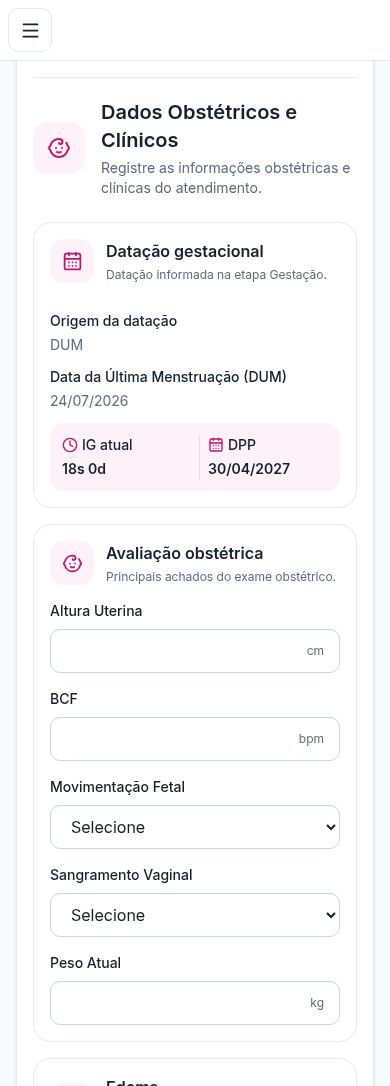 Dados Obstétricos e
Clínicos
Registre as informações obstétricas e
clínicas do atendimento.
Datação gestacional
Datação informada na etapa Gestação.
Origem da datação
DUM
Data da Última Menstruação (DUM)
24/07/2026
IG atual
18s 0d
DPP
30/04/2027
Avaliação obstétrica
Principais achados do exame obstétrico.
Altura Uterina
cm
BCF
bpm
Movimentação Fetal
Selecione
Sangramento Vaginal
Selecione
Peso Atual
kg
Edema